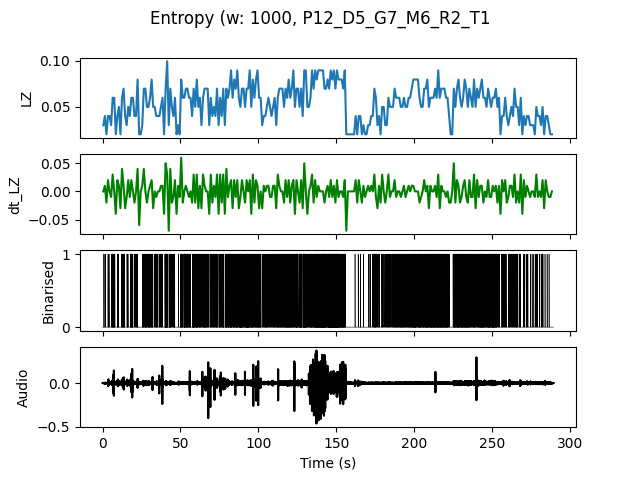 Entropy (w: 1000, P12_D5_G7_M6_R2_T1
0.10
0.05
LZ
0.05
0.00
−0.05
dt_LZ
1
0
Binarised
0.0
−0.5
Audio
0 50 100 150 200 250 300
Time (s)